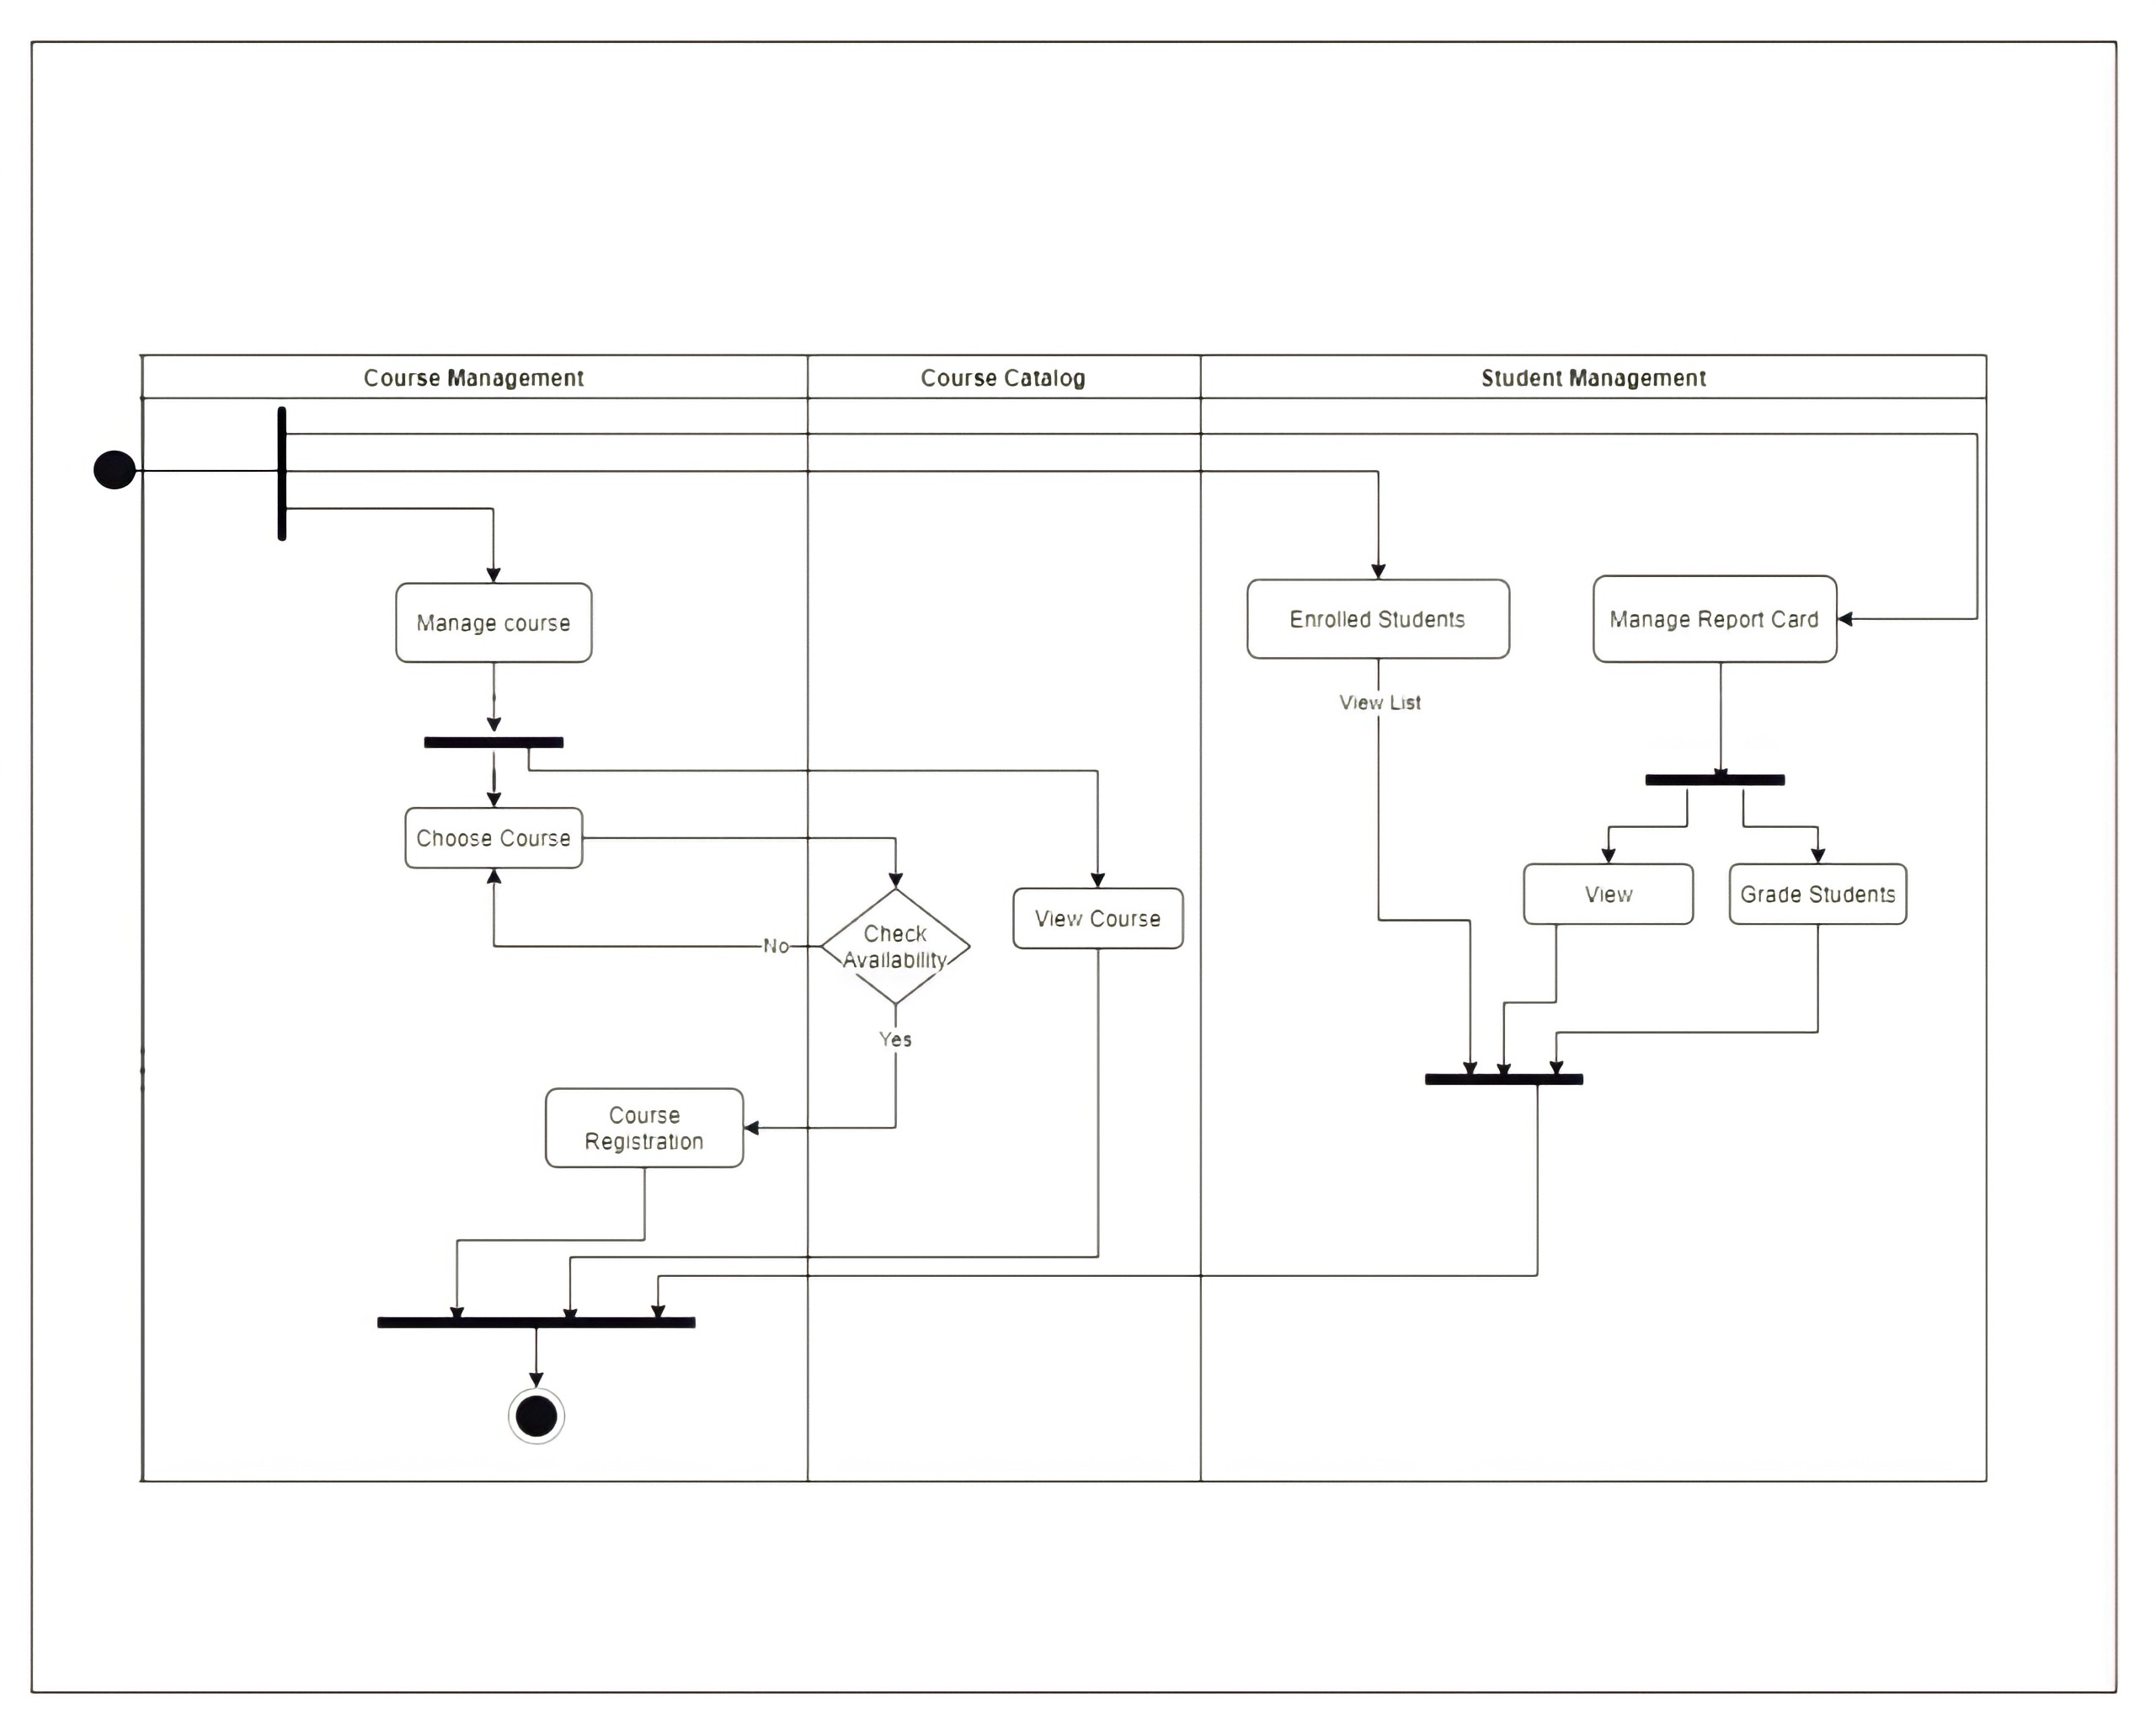 Course Management
Course Catalog
Student Management
Manage course
Enrolled Students
Manage Report Card
View List
Choose Course
View
Grade Students
View Course
Check
Availability
No
Yes
Course
Registration